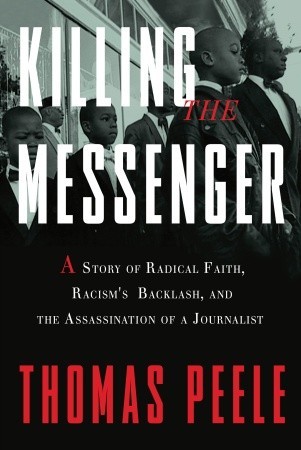 KILLING
THE
MESSENGER
A STORY OF RADICAL FAITH,
RACISM'S BACKLASH, AND
THE ASSASSINATION OF A JOURNALIST
THOMAS PEELE